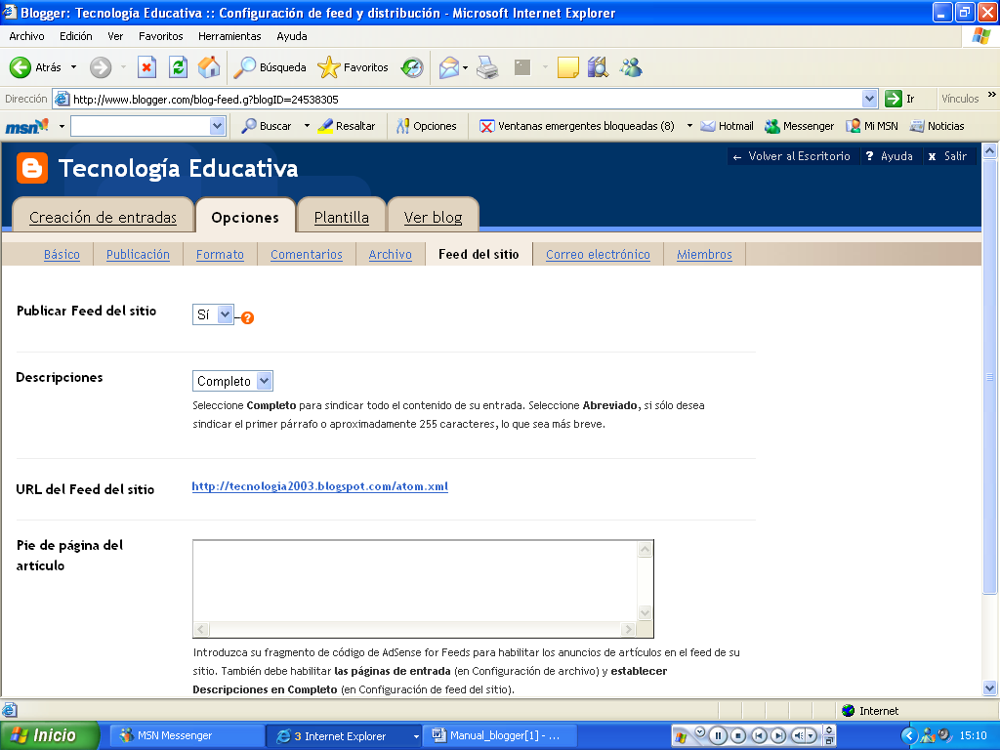 Blogger: Tecnología Educativa :: Configuración de feed y distribución - Microsoft Internet Explorer
Archivo Edición Ver Favoritos Herramientas Ayuda
Atrás Búsqueda Favoritos
Dirección http://www.blogger.com/blog-feed.g?blogID=24538305 Ir Vínculos »
msn Buscar Resaltar Opciones Ventanas emergentes bloqueadas (8) Hotmail Messenger Mi MSN Noticias
Tecnología Educativa
← Volver al Escritorio ? Ayuda x Salir
Creación de entradas Opciones Plantilla Ver blog
Básico Publicación Formato Comentarios Archivo Feed del sitio Correo electrónico Miembros
Publicar Feed del sitio Sí ?
Descripciones Completo
Seleccione Completo para sindicar todo el contenido de su entrada. Seleccione Abreviado, si sólo desea
sindicar el primer párrafo o aproximadamente 255 caracteres, lo que sea más breve.
URL del Feed del sitio http://tecnologia2003.blogspot.com/atom.xml
Pie de página del
artículo
Introduzca su fragmento de código de AdSense for Feeds para habilitar los anuncios de artículos en el feed de su
sitio. También debe habilitar las páginas de entrada (en Configuración de archivo) y establecer
Descripciones en Completo (en Configuración de feed del sitio).
Internet
Inicio MSN Messenger 3 Internet Explorer Manual_blogger[1] - ... 15:10